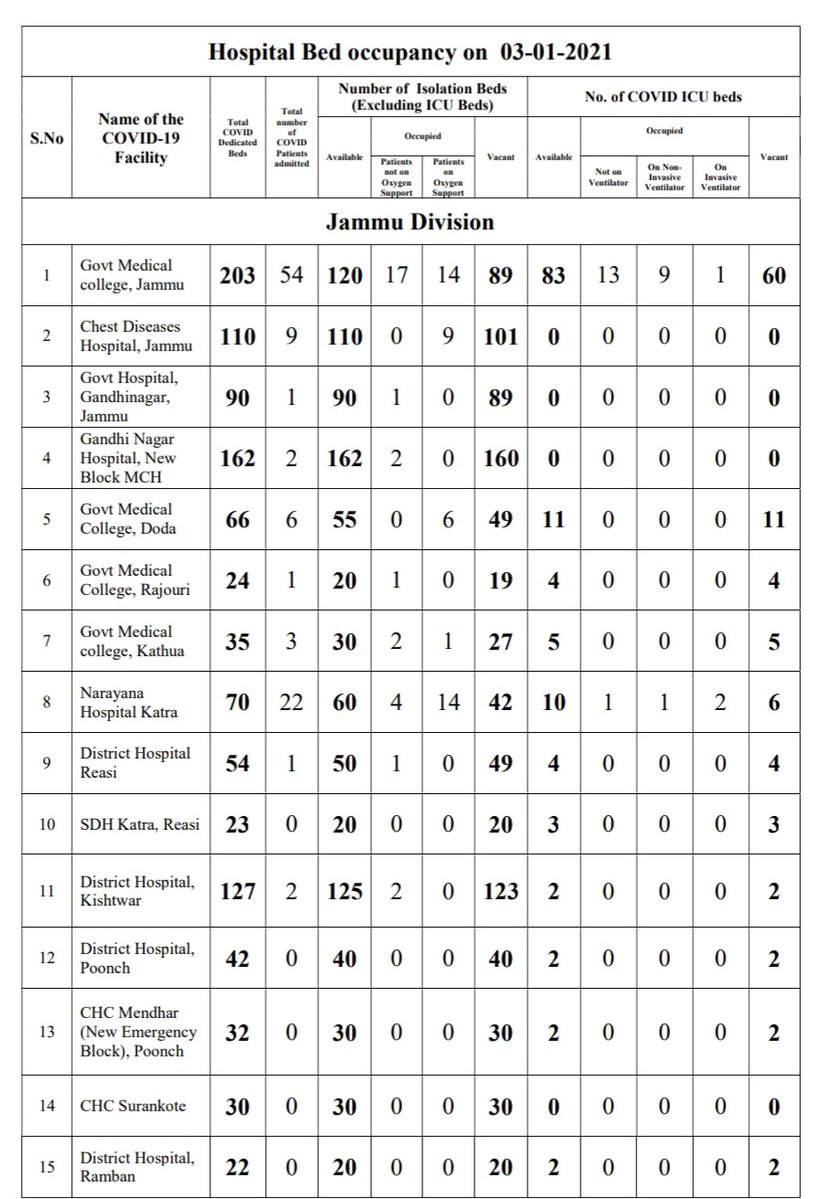 Hospital Bed occupancy on 03-01-2021
S.No
Name of the
COVID-19
Facility
Total
COVID
Dedicated
Beds
Total
number
of
COVID
Patients
admitted
Number of Isolation Beds
(Excluding ICU Beds)
No. of COVID ICU beds
Available
Occupied
Vacant
Available
Occupied
Vacant
Patients
not on
Oxygen
Support
Patients
on
Oxygen
Support
Not on
Ventilator
On Non-
Invasive
Ventilator
On
Invasive
Ventilator
Jammu Division
1 Govt Medical
college, Jammu 203 54 120 17 14 89 83 13 9 1 60
2 Chest Diseases
Hospital, Jammu 110 9 110 0 9 101 0 0 0 0 0
3 Govt Hospital,
Gandhinagar,
Jammu 90 1 90 1 0 89 0 0 0 0 0
4 Gandhi Nagar
Hospital, New
Block MCH 162 2 162 2 0 160 0 0 0 0 0
5 Govt Medical
College, Doda 66 6 55 0 6 49 11 0 0 0 11
6 Govt Medical
College, Rajouri 24 1 20 1 0 19 4 0 0 0 4
7 Govt Medical
college, Kathua 35 3 30 2 1 27 5 0 0 0 5
8 Narayana
Hospital Katra 70 22 60 4 14 42 10 1 1 2 6
9 District Hospital
Reasi 54 1 50 1 0 49 4 0 0 0 4
10 SDH Katra, Reasi 23 0 20 0 0 20 3 0 0 0 3
11 District Hospital,
Kishtwar 127 2 125 2 0 123 2 0 0 0 2
12 District Hospital,
Poonch 42 0 40 0 0 40 2 0 0 0 2
13 CHC Mendhar
(New Emergency
Block), Poonch 32 0 30 0 0 30 2 0 0 0 2
14 CHC Surankote 30 0 30 0 0 30 0 0 0 0 0
15 District Hospital,
Ramban 22 0 20 0 0 20 2 0 0 0 2